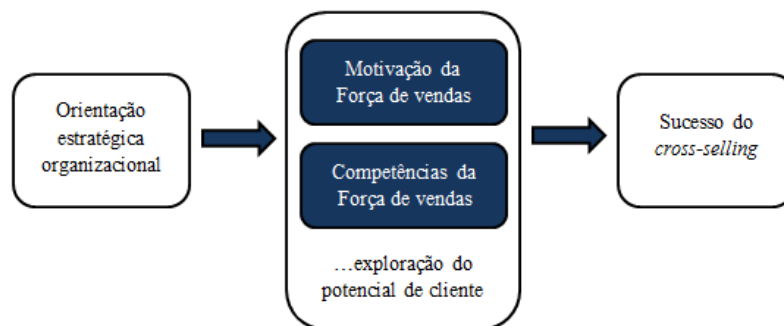 Orientação
estratégica
organizacional
Motivação da
Força de vendas
Competências da
Força de vendas
...exploração do
potencial de cliente
Sucesso do
cross-selling